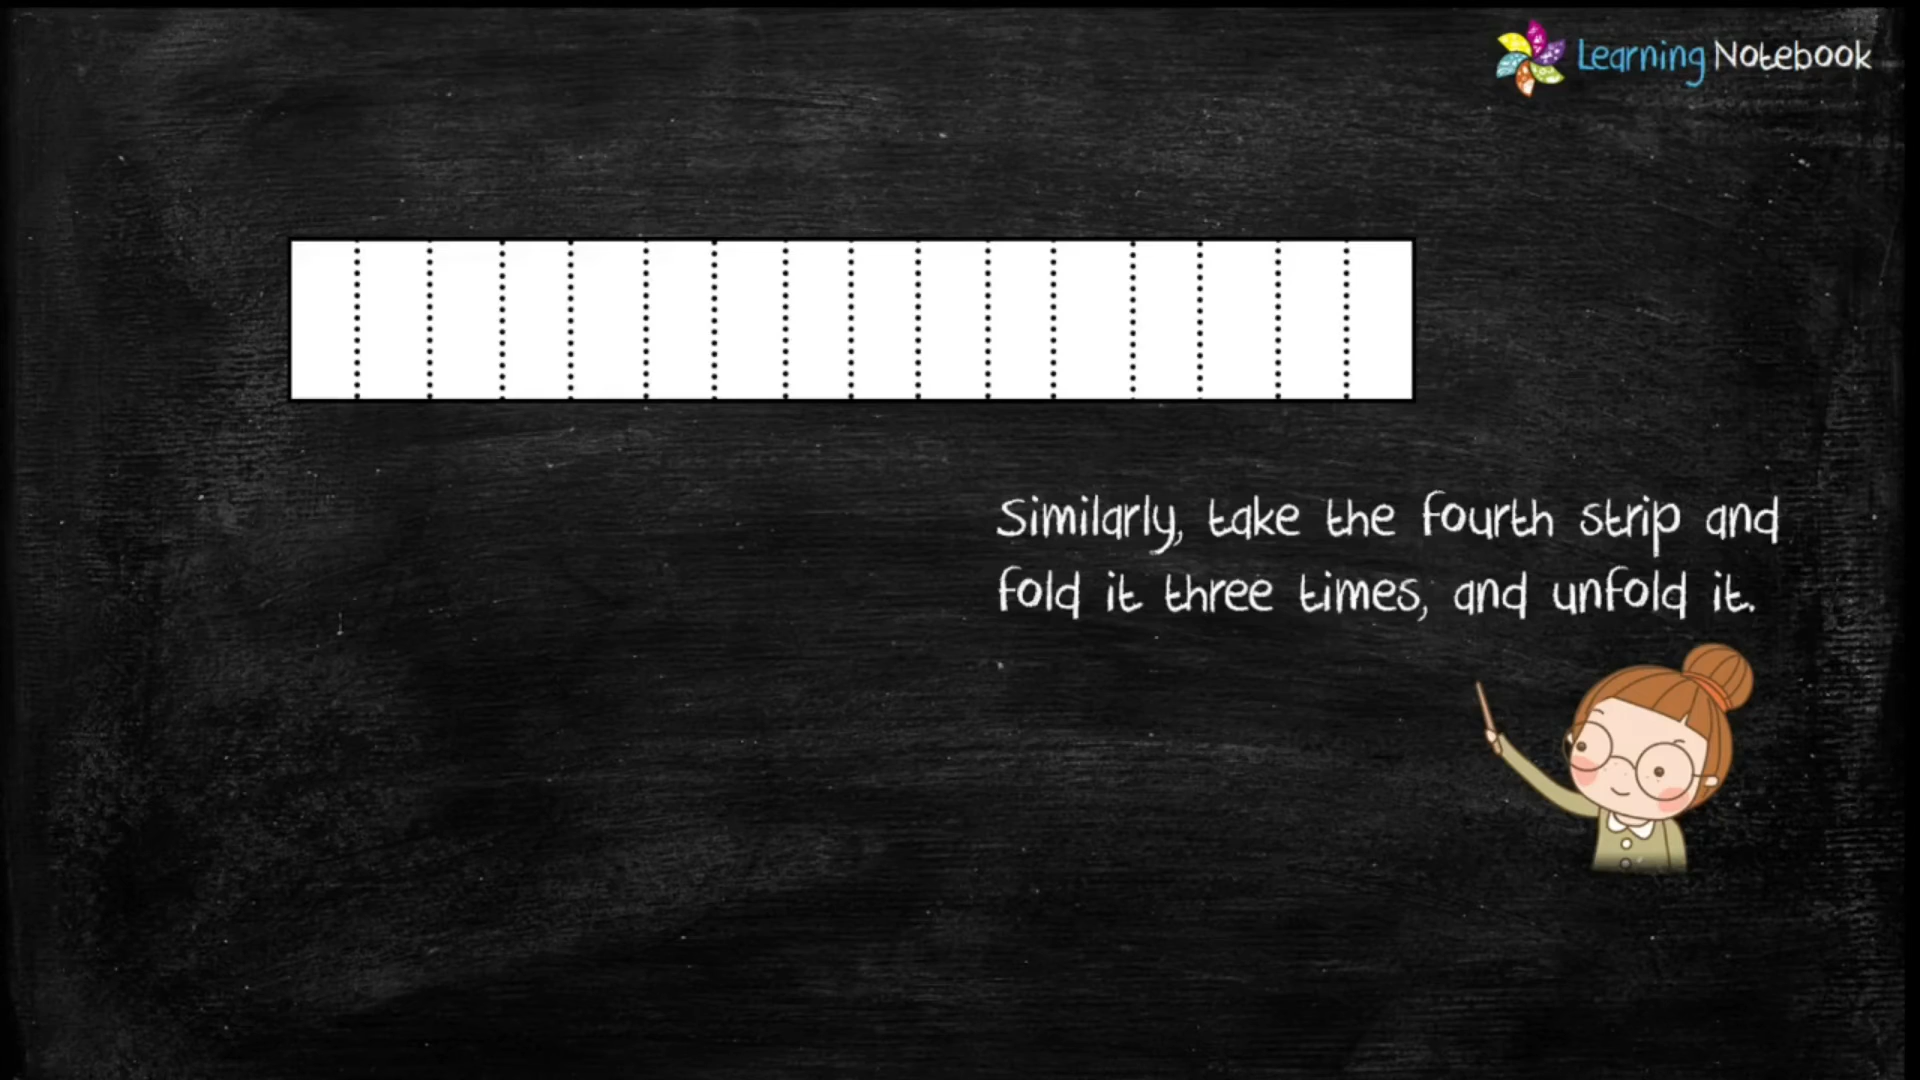 Learning Notebook
Similarly, take the fourth strip and
fold it three times, and unfold it.